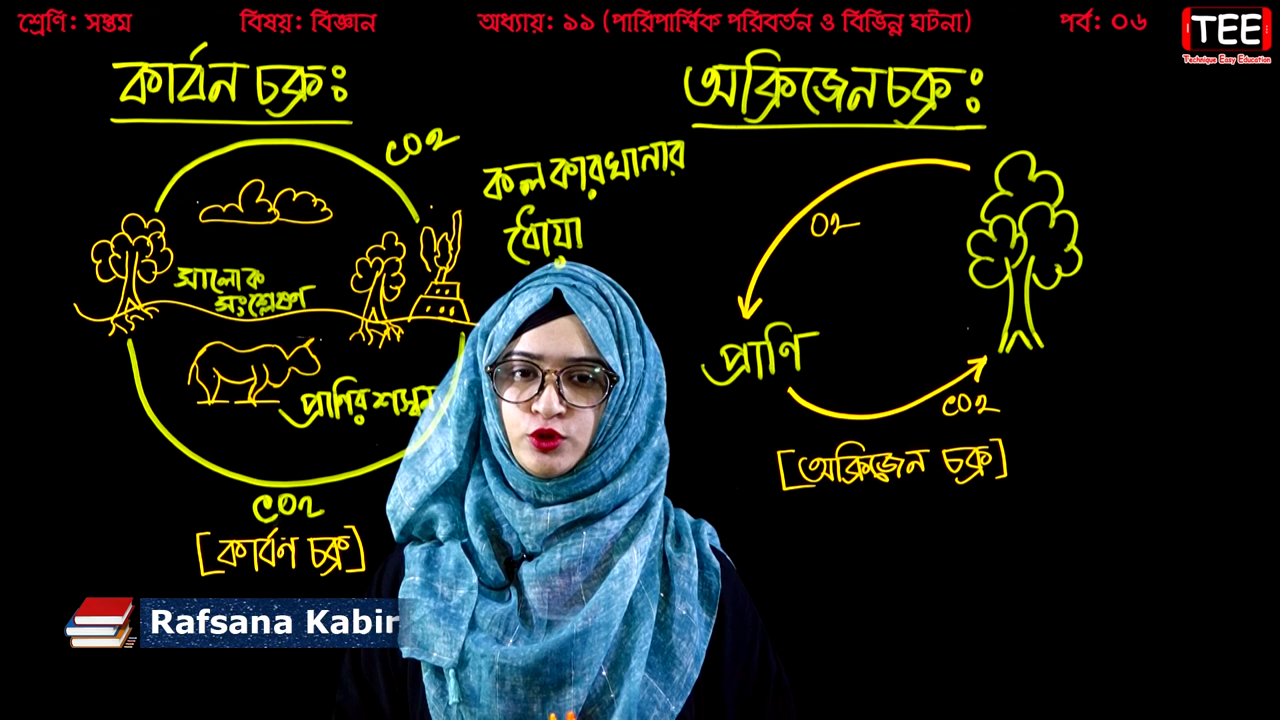 শ্রেণি: সপ্তম
বিষয়: বিজ্ঞান
অধ্যায়: ১১ (পারিপার্শ্বিক পরিবর্তন ও বিভিন্ন ঘটনা)
পর্ব: ০৬
TEE
Technique Easy Education
কার্বন চক্রঃ
অক্সিজেন চক্র:
CO2
কলকারখানার
ধোয়া
O2
সালোক
সংশ্লেষণ
প্রাণির শ্বসন
প্রাণি
CO2
[অক্সিজেন চক্র]
CO2
[কার্বন চক্র]
Rafsana Kabir